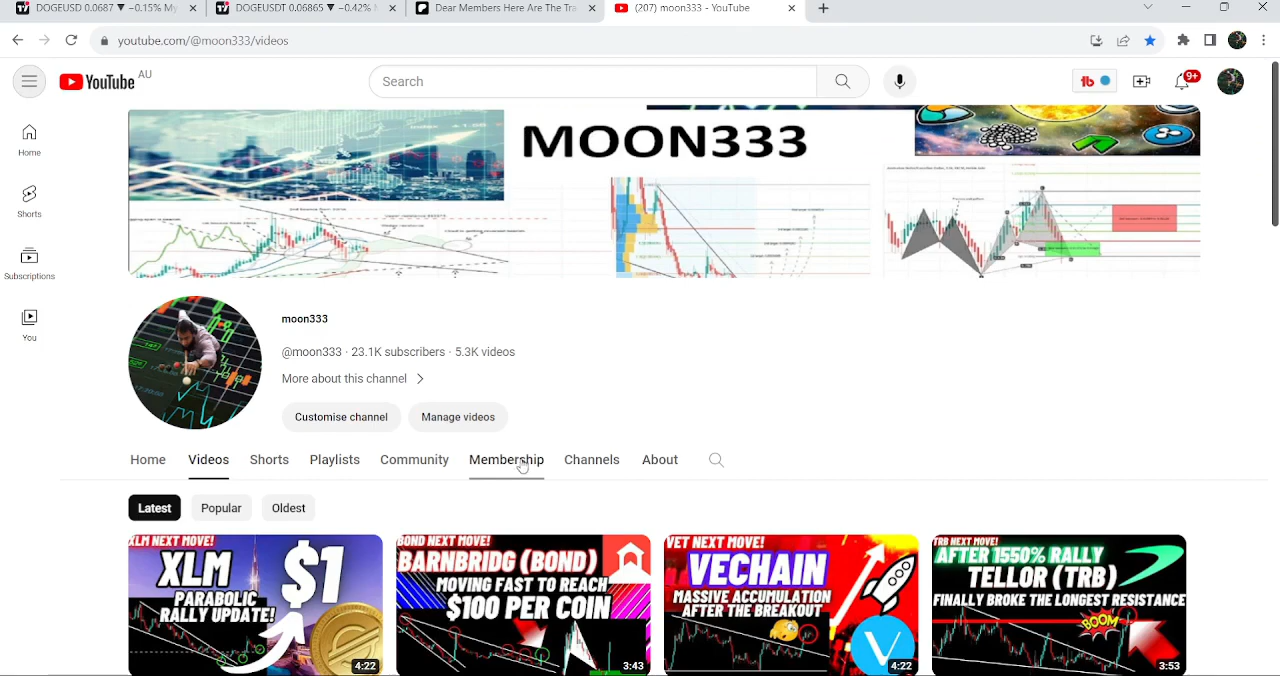 DOGEUSD 0.0687 ▼ −0.15% My
DOGEUSDT 0.06865 ▼ −0.42% N
Dear Members Here Are The Tra
(207) moon333 - YouTube
youtube.com/@moon333/videos
YouTube AU
Search
9+
Home
Shorts
Subscriptions
You
MOON333
moon333
@moon333 · 23.1K subscribers · 5.3K videos
More about this channel
Customise channel
Manage videos
Home
Videos
Shorts
Playlists
Community
Membership
Channels
About
Latest
Popular
Oldest
XLM NEXT MOVE!
XLM
$1
PARABOLIC
RALLY UPDATE!
4:22
BOND NEXT MOVE!
BARNBRIDG (BOND)
MOVING FAST TO REACH
$100 PER COIN
3:43
VET NEXT MOVE!
VECHAIN
MASSIVE ACCUMULATION
AFTER THE BREAKOUT
4:22
TRB NEXT MOVE!
AFTER 1550% RALLY
TELLOR (TRB)
FINALLY BROKE THE LONGEST RESISTANCE
BOOM
3:53